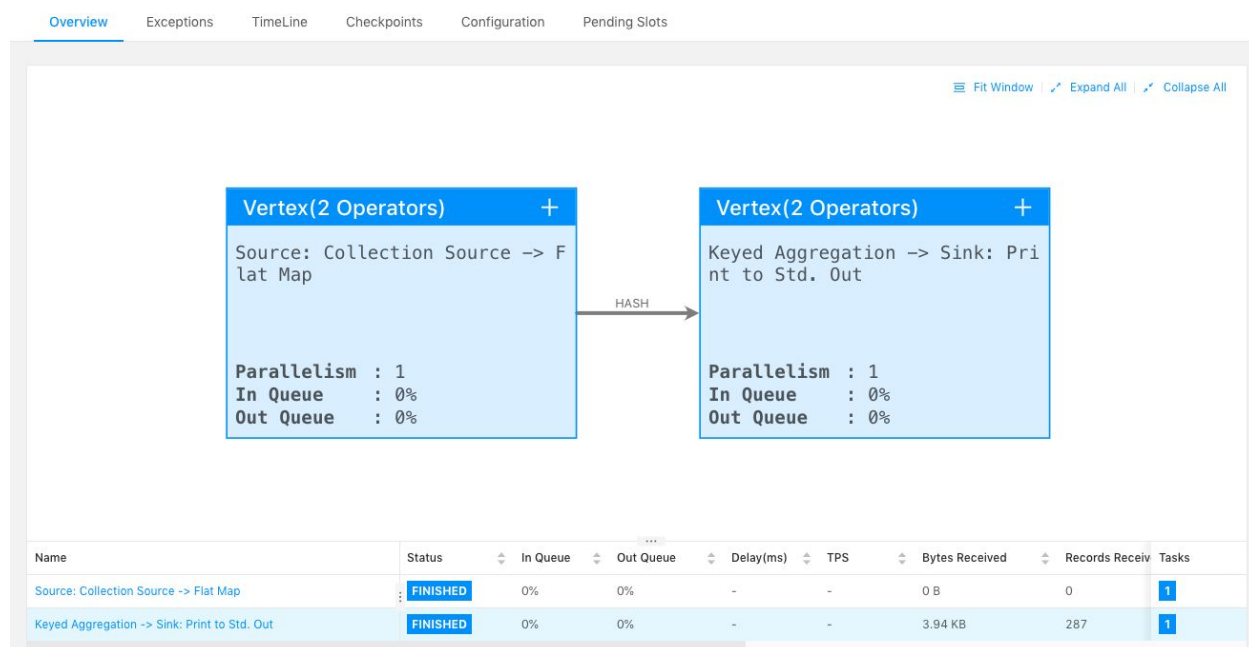 Overview Exceptions TimeLine Checkpoints Configuration Pending Slots
Fit Window Expand All Collapse All
Vertex(2 Operators) +
Source: Collection Source -> F
lat Map
Parallelism : 1
In Queue : 0%
Out Queue : 0%
HASH
Vertex(2 Operators) +
Keyed Aggregation -> Sink: Pri
nt to Std. Out
Parallelism : 1
In Queue : 0%
Out Queue : 0%
Name Status In Queue Out Queue Delay(ms) TPS Bytes Received Records Receiv Tasks
Source: Collection Source -> Flat Map FINISHED 0% 0% - - 0 B 0 1
Keyed Aggregation -> Sink: Print to Std. Out FINISHED 0% 0% - - 3.94 KB 287 1